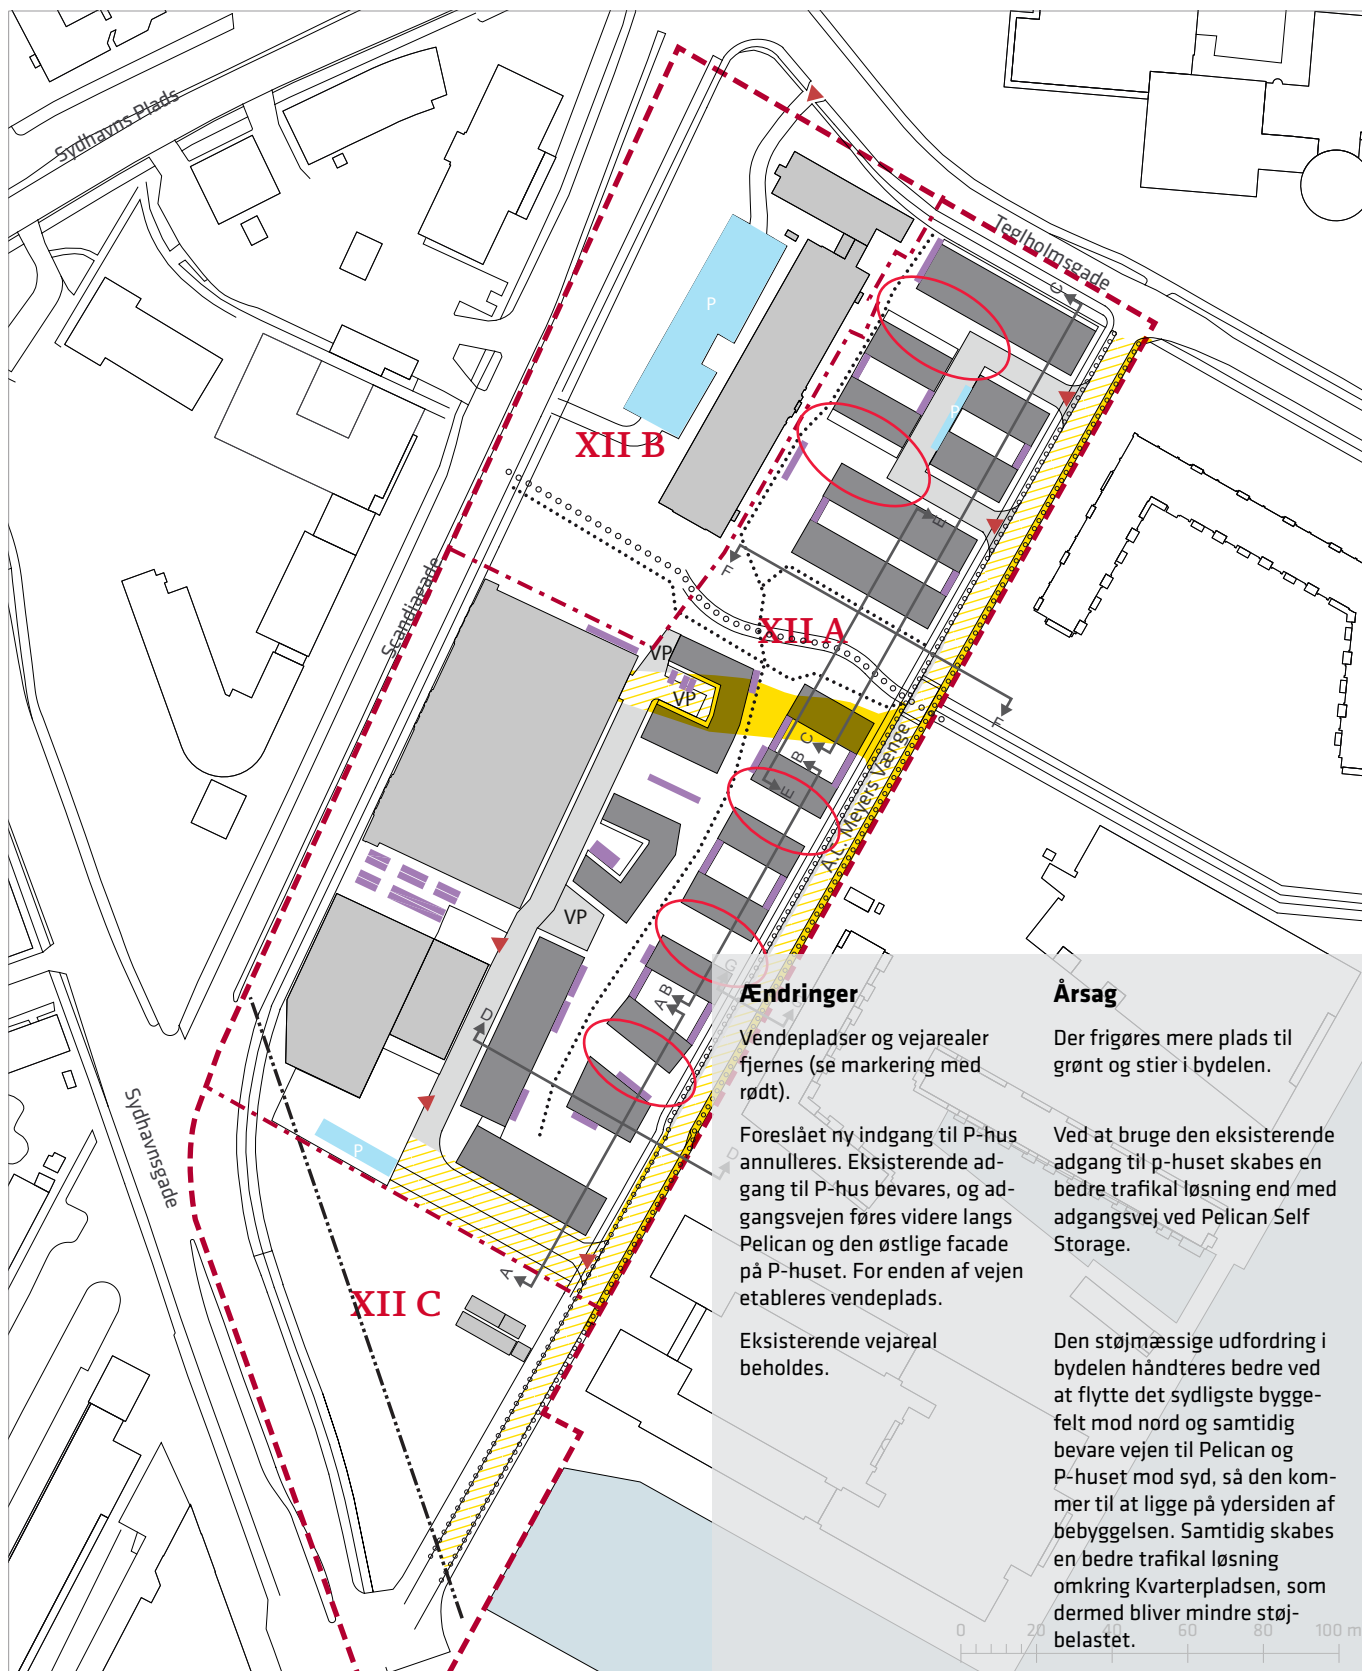 Sydhavns Plads
Teglholmsgade
C
P
P
XII B
E
F
Scandiagade
XII A
VP
VP
F
C
B
E
A.C. Meyers Vænge
VP
G
A B
D
P
D
Sydhavnsgade
A
XII C
Ændringer
Vendepladser og vejarealer
fjernes (se markering med
rødt).
Foreslået ny indgang til P-hus
annulleres. Eksisterende ad-
gang til P-hus bevares, og ad-
gangsvejen føres videre langs
Pelican og den østlige facade
på P-huset. For enden af vejen
etableres vendeplads.
Eksisterende vejareal
beholdes.
Årsag
Der frigøres mere plads til
grønt og stier i bydelen.
Ved at bruge den eksisterende
adgang til p-huset skabes en
bedre trafikal løsning end med
adgangsvej ved Pelican Self
Storage.
Den støjmæssige udfordring i
bydelen håndteres bedre ved
at flytte det sydligste bygge-
felt mod nord og samtidig
bevare vejen til Pelican og
P-huset mod syd, så den kom-
mer til at ligge på ydersiden af
bebyggelsen. Samtidig skabes
en bedre trafikal løsning
omkring Kvarterpladsen, som
dermed bliver mindre støj-
belastet.
0 20 40 60 80 100 m